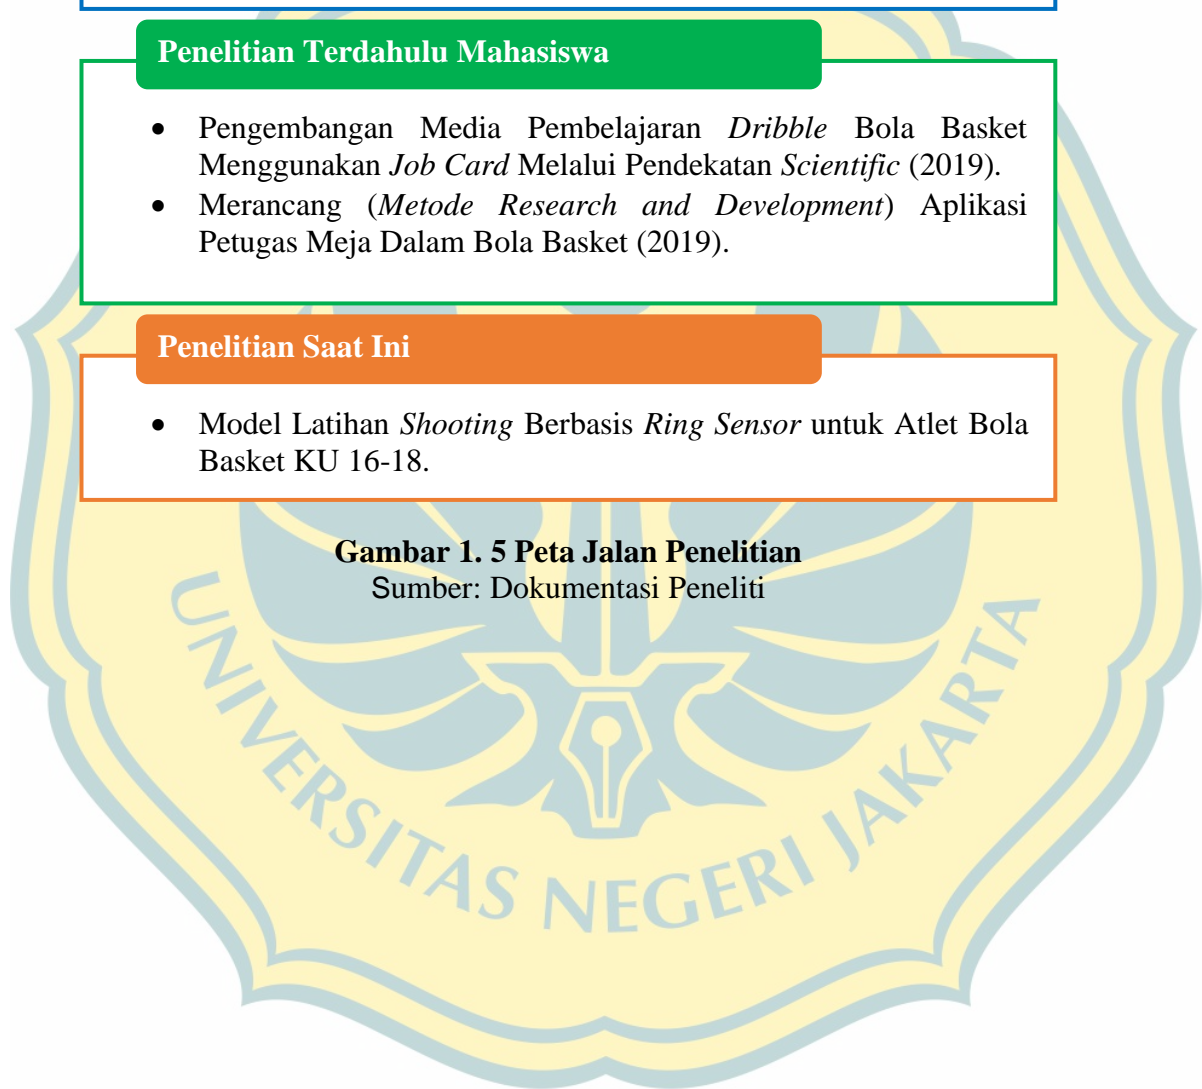 Penelitian Terdahulu Mahasiswa
• Pengembangan Media Pembelajaran Dribble Bola Basket
Menggunakan Job Card Melalui Pendekatan Scientific (2019).
• Merancang (Metode Research and Development) Aplikasi
Petugas Meja Dalam Bola Basket (2019).
Penelitian Saat Ini
• Model Latihan Shooting Berbasis Ring Sensor untuk Atlet Bola
Basket KU 16-18.
Gambar 1. 5 Peta Jalan Penelitian
Sumber: Dokumentasi Peneliti
UNIVERSITAS NEGERI JAKARTA